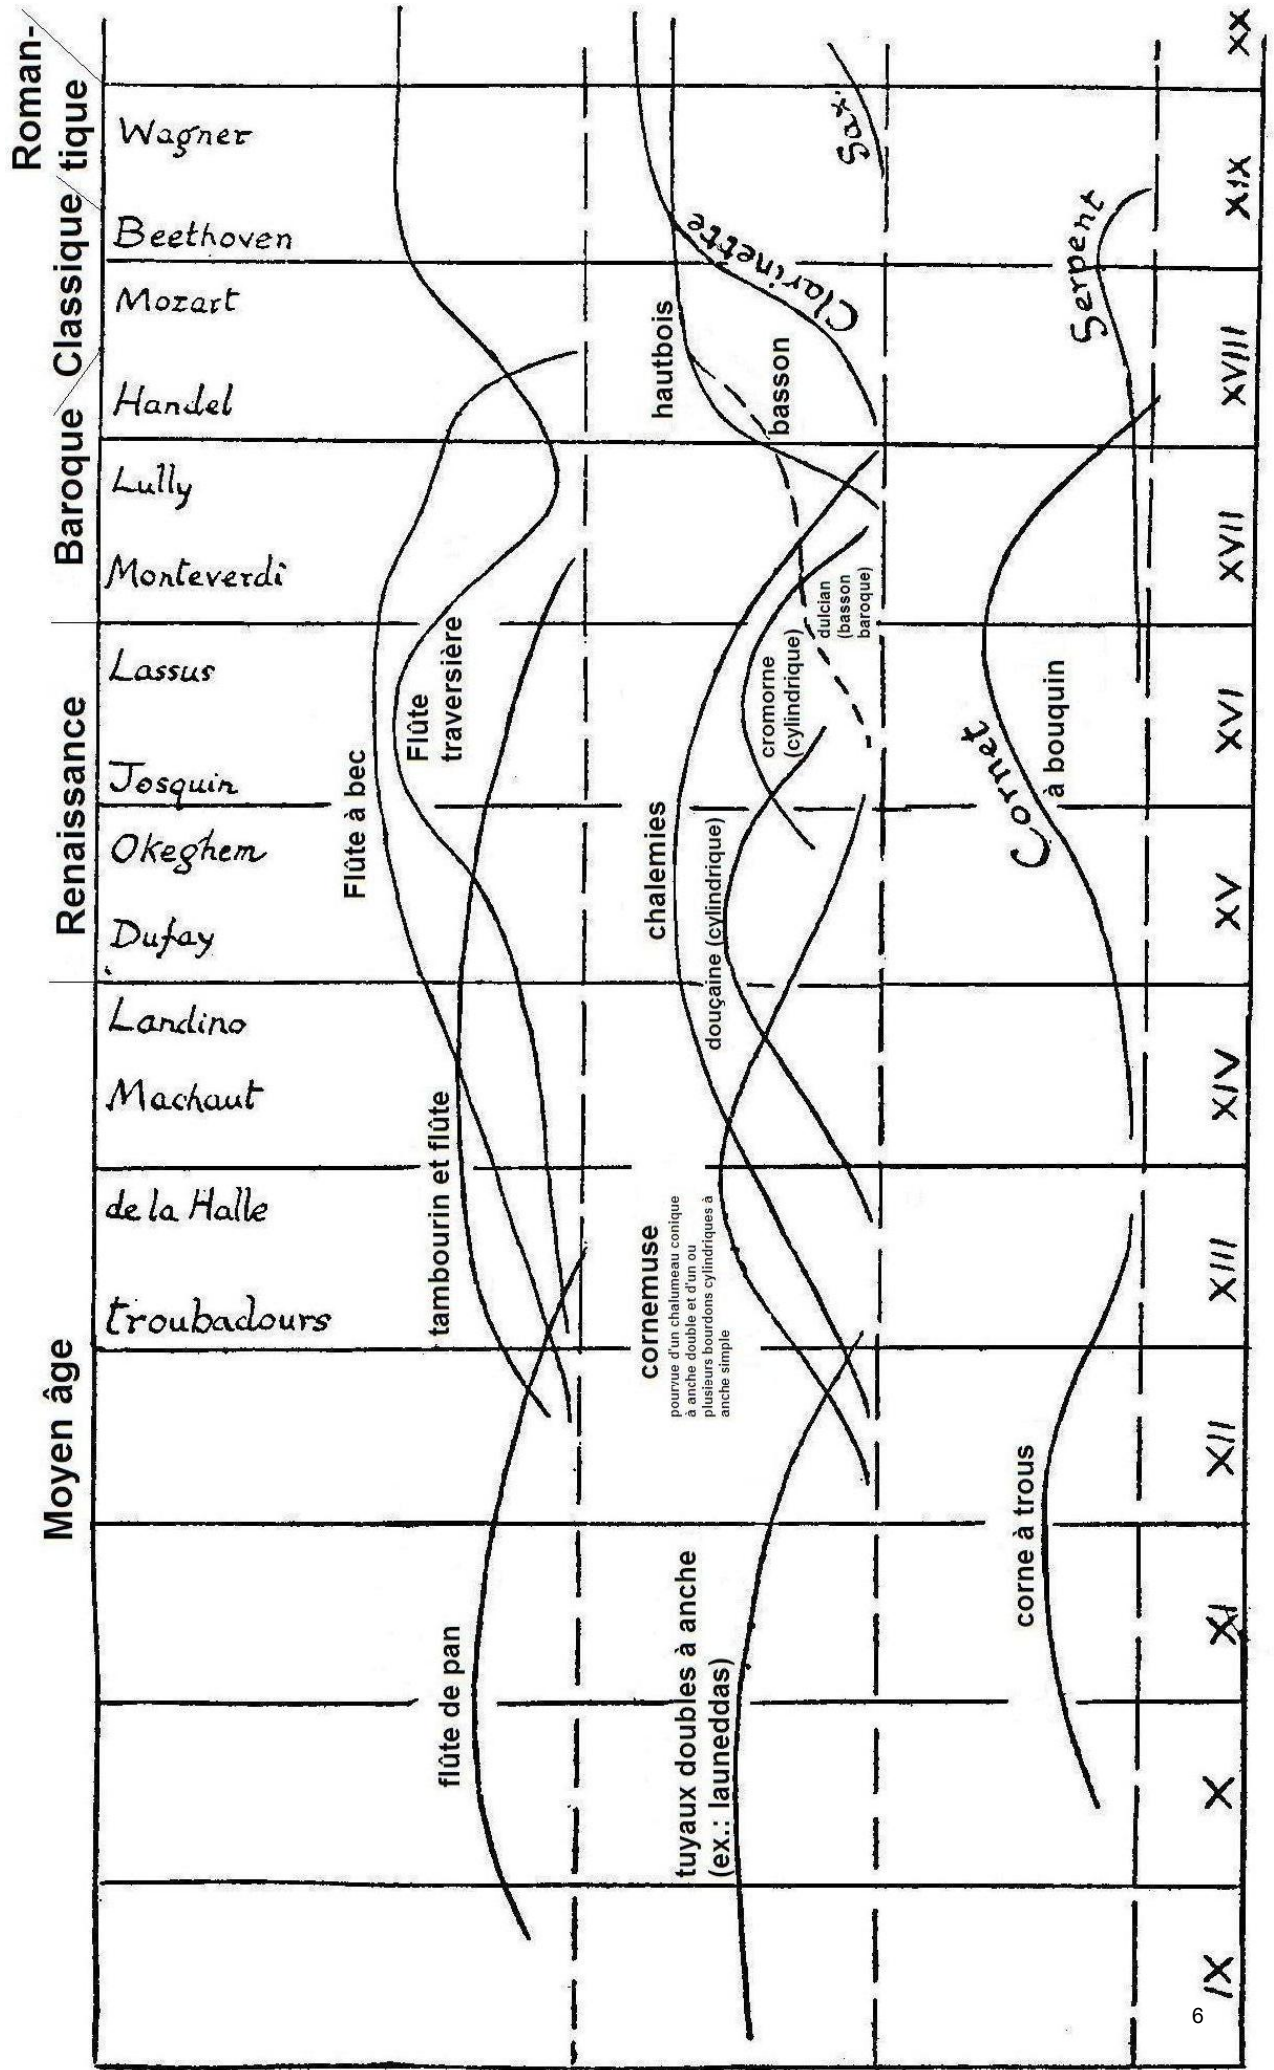 Moyen âge
Renaissance
Baroque
Classique
Roman-
tique
troubadours
de la Halle
Machaut
Landino
Dufay
Okeghem
Josquin
Lassus
Monteverdi
Lully
Handel
Mozart
Beethoven
Wagner
flûte de pan
tambourin et flûte
Flûte à bec
Flûte
traversière
tuyaux doubles à anche
(ex.: launeddas)
cornemuse
pourvue d'un chalumeau conique
à anche double et d'un ou
plusieurs bourdons cylindriques à
anche simple
chalemies
douçaine (cylindrique)
cromorne
(cylindrique)
dulcian
(basson
baroque)
hautbois
basson
Clarinette
Sax.
corne à trous
Cornet
à bouquin
Serpent
IX
X
XI
XII
XIII
XIV
XV
XVI
XVII
XVIII
XIX
XX
6